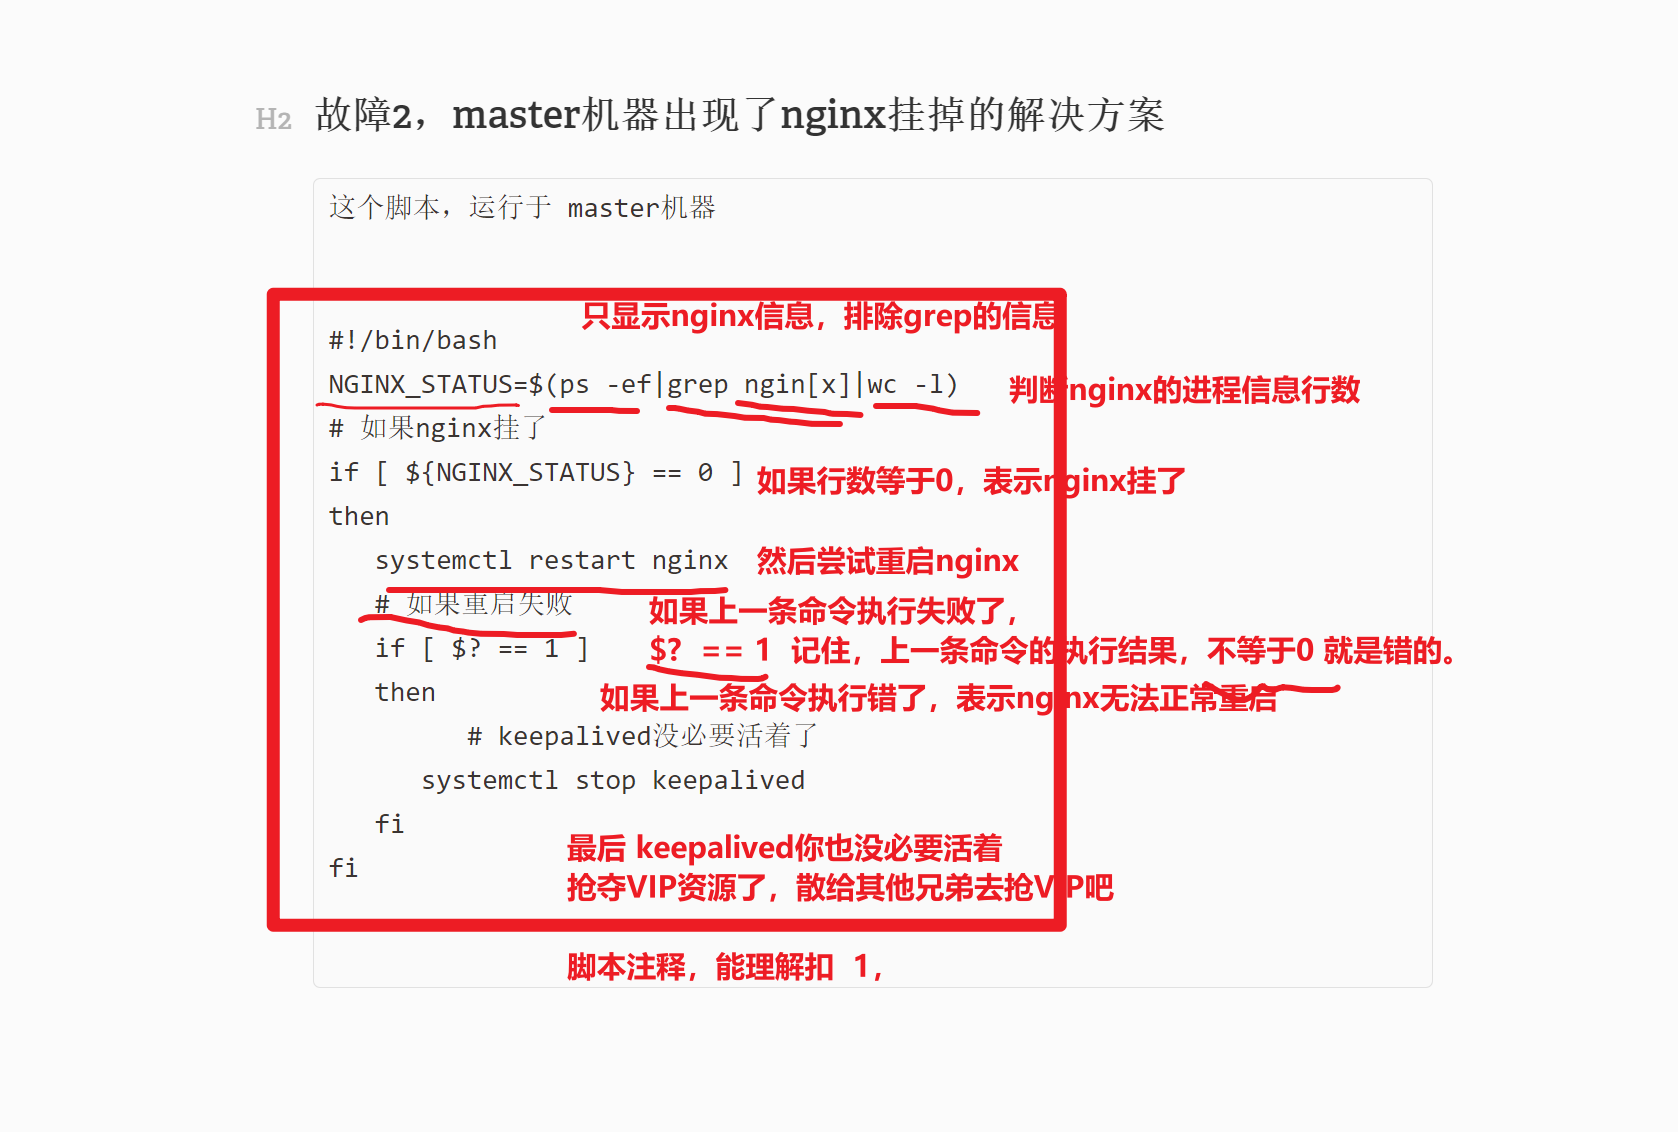 H2 故障2，master机器出现了nginx挂掉的解决方案
这个脚本，运行于 master机器
只显示nginx信息，排除grep的信息
#!/bin/bash
NGINX_STATUS=$(ps -ef|grep ngin[x]|wc -l) 判断nginx的进程信息行数
# 如果nginx挂了
if [ ${NGINX_STATUS} == 0 ] 如果行数等于0，表示nginx挂了
then
systemctl restart nginx 然后尝试重启nginx
# 如果重启失败 如果上一条命令执行失败了，
if [ $? == 1 ] $? == 1 记住，上一条命令的执行结果，不等于0 就是错的。
then 如果上一条命令执行错了，表示nginx无法正常重启
# keepalived没必要活着了
systemctl stop keepalived
fi
最后 keepalived你也没必要活着
fi
抢夺VIP资源了，散给其他兄弟去抢VIP吧
脚本注释，能理解扣 1，